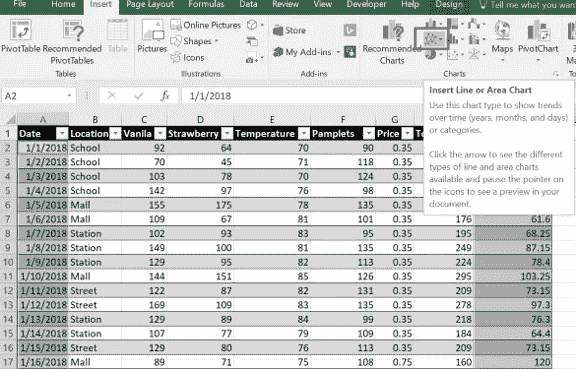 File Home Insert Page Layout Formulas Data Review View Developer Help Design Tell me what you wan
PivotTable Recommended PivotTables Table Pictures Online Pictures Shapes Icons Store My Add-ins Recommended Charts Maps PivotChart
Tables Illustrations Add-ins Charts
A2 fx 1/1/2018
Insert Line or Area Chart
Use this chart type to show trends
over time (years, months, and days)
or categories.
Click the arrow to see the different
types of line and area charts
available and pause the pointer on
the icons to see a preview in your
document.
A B C D E F G
1 Date Location Vanila Strawberry Temperature Pamplets Price
2 1/1/2018 School 92 64 70 90 0.35
3 1/2/2018 School 70 45 71 118 0.35
4 1/3/2018 School 103 78 70 124 0.35
5 1/4/2018 School 142 97 76 98 0.35
6 1/5/2018 Mall 155 175 78 135 0.35
7 1/6/2018 Mall 109 67 81 101 0.35 176 61.6
8 1/7/2018 Station 102 93 83 95 0.35 195 68.25
9 1/8/2018 Station 149 100 81 135 0.35 249 87.15
10 1/9/2018 Station 129 95 82 113 0.35 224 78.4
11 1/10/2018 Mall 144 151 85 126 0.35 295 103.25
12 1/11/2018 Street 122 87 82 131 0.35 209 73.15
13 1/12/2018 Street 169 109 83 135 0.35 278 97.3
14 1/13/2018 Station 129 89 84 99 0.35 218 76.3
15 1/14/2018 Station 107 77 79 109 0.35 184 64.4
16 1/15/2018 Street 129 80 76 113 0.35 209 73.15
17 1/16/2018 Mall 89 71 75 108 0.75 160 120